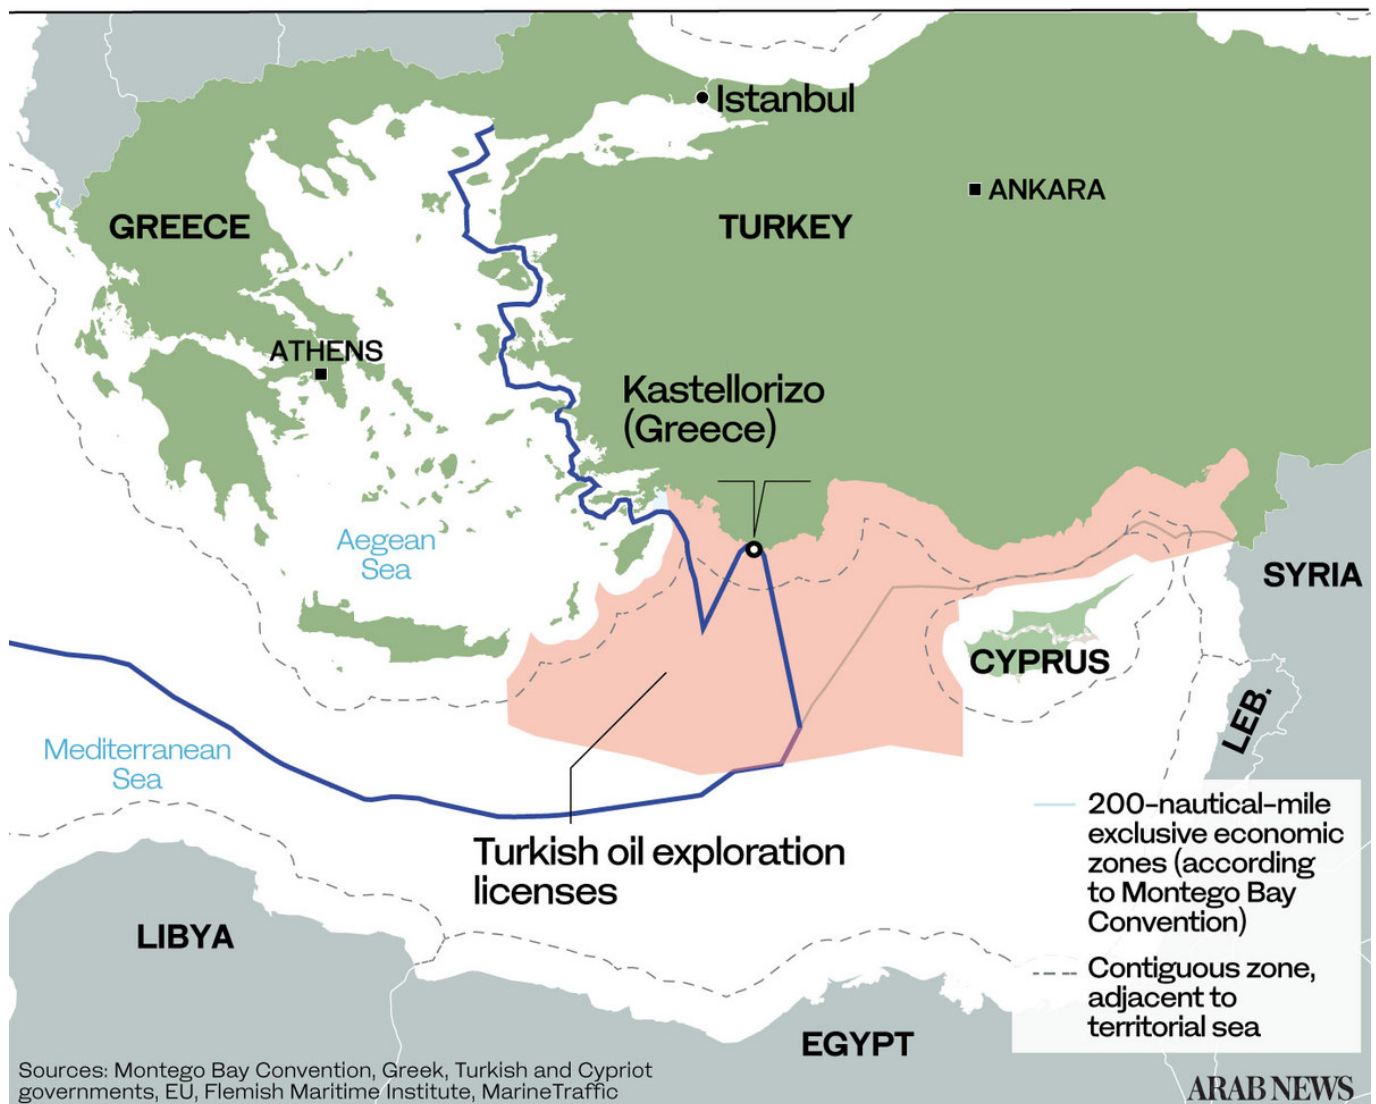 Istanbul
ANKARA
GREECE
TURKEY
ATHENS
Kastellorizo
(Greece)
Aegean
Sea
SYRIA
CYPRUS
LEB.
Mediterranean
Sea
Turkish oil exploration
licenses
200-nautical-mile
exclusive economic
zones (according
to Montego Bay
Convention)
Contiguous zone,
adjacent to
territorial sea
LIBYA
EGYPT
Sources: Montego Bay Convention, Greek, Turkish and Cypriot
governments, EU, Flemish Maritime Institute, MarineTraffic
ARAB NEWS